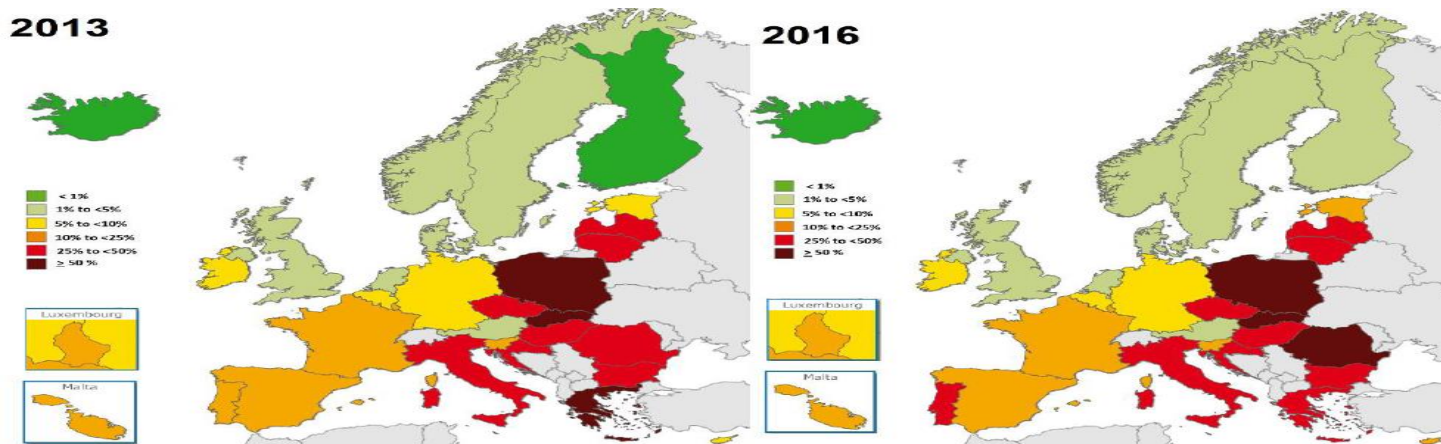 2013
< 1%
1% to <5%
5% to <10%
10% to <25%
25% to <50%
≥ 50 %
Luxembourg
Malta
2016
< 1%
1% to <5%
5% to <10%
10% to <25%
25% to <50%
≥ 50 %
Luxembourg
Malta